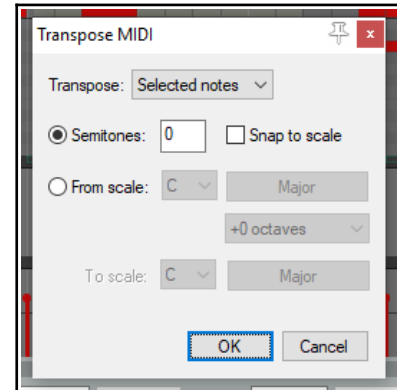 Transpose MIDI
x
Transpose: Selected notes
Semitones: 0 Snap to scale
From scale: C Major
+0 octaves
To scale: C Major
OK Cancel